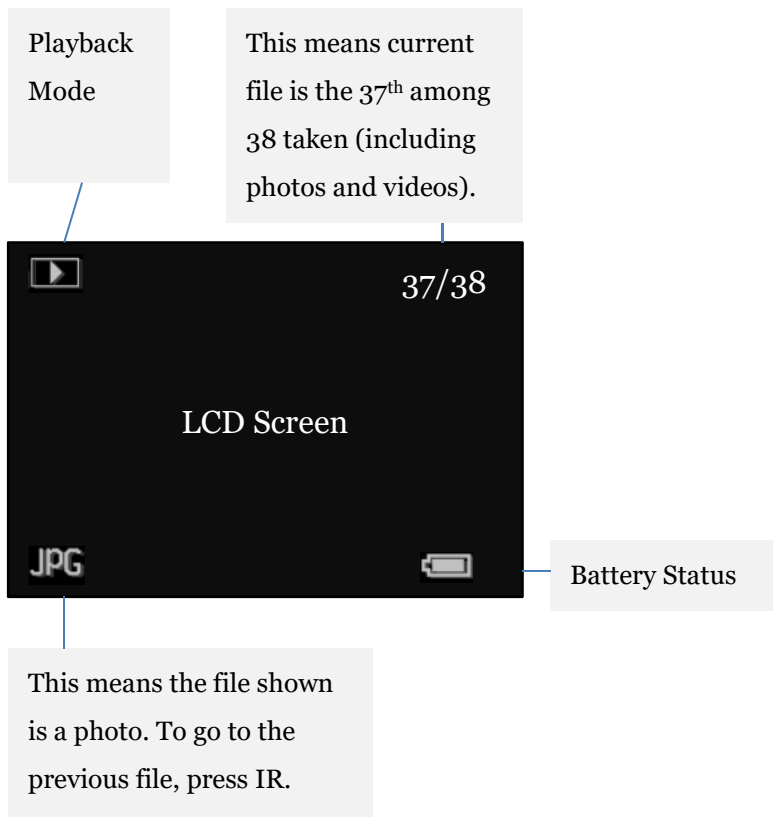 Playback
Mode
This means current
file is the 37th among
38 taken (including
photos and videos).
37/38
LCD Screen
JPG
Battery Status
This means the file shown
is a photo. To go to the
previous file, press IR.